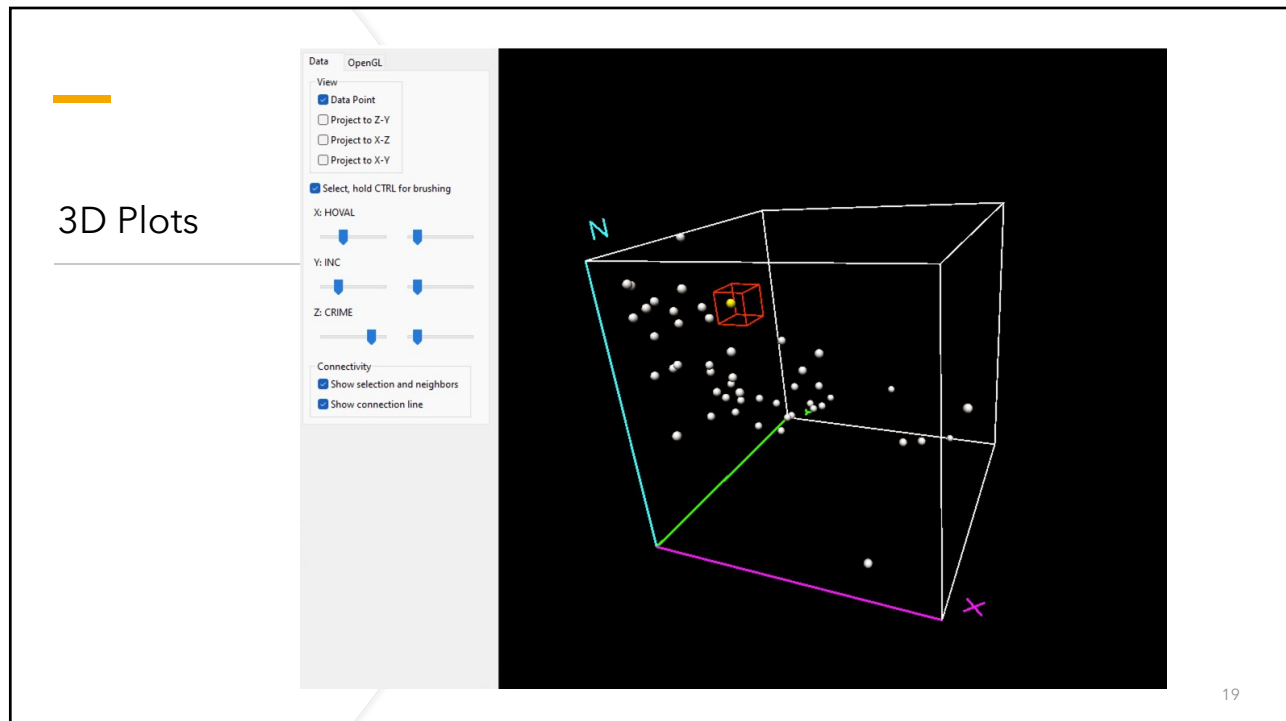 3D Plots
Data OpenGL
View
Data Point
Project to Z-Y
Project to X-Z
Project to X-Y
Select, hold CTRL for brushing
X: HOVAL
Y: INC
Z: CRIME
Connectivity
Show selection and neighbors
Show connection line
Z
Y
X
19